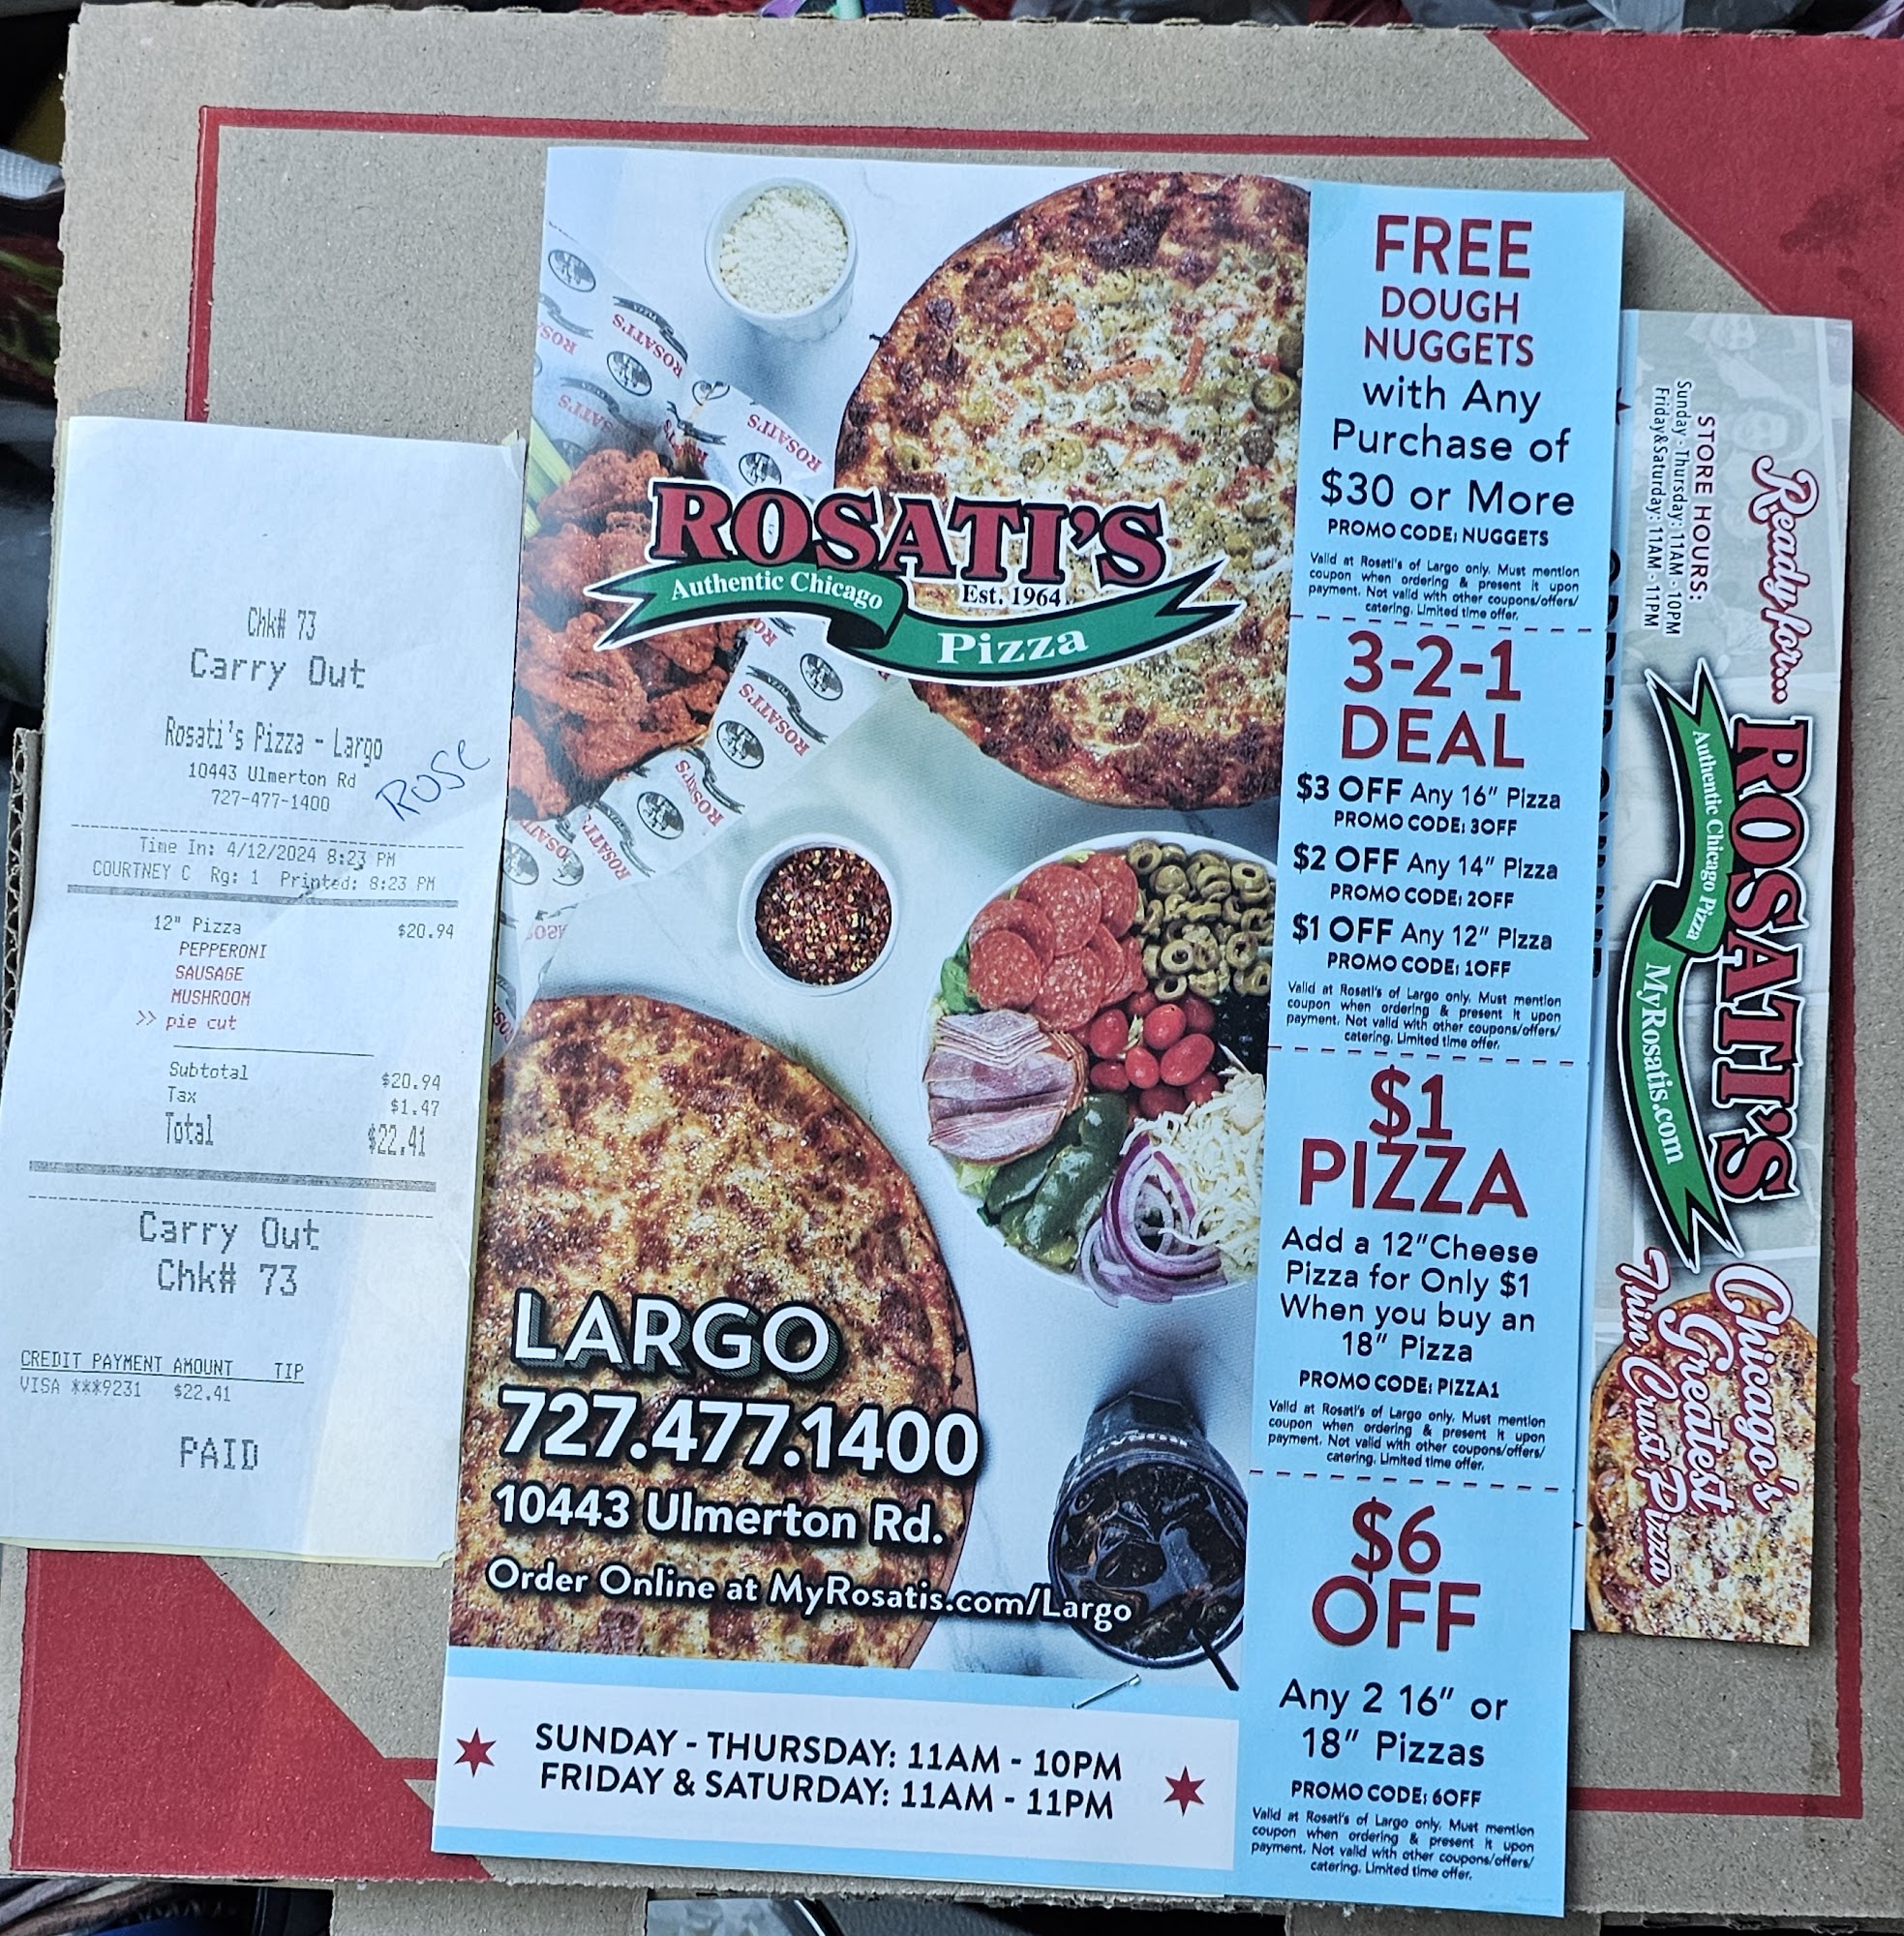 Chk# 73
Carry Out
Rosati's Pizza - Largo
10443 Ulmerton Rd
727-477-1400
ROSE
Time In: 4/12/2024 8:23 PM
COURTNEY C Rg: 1 Printed: 8:23 PM
12" Pizza $20.94
PEPPERONI
SAUSAGE
MUSHROOM
>> pie cut
Subtotal $20.94
Tax $1.47
Total $22.41
Carry Out
Chk# 73
CREDIT PAYMENT AMOUNT TIP
VISA ***9231 $22.41
PAID
ROSATI'S
Authentic Chicago
Est. 1964
Pizza
LARGO
727.477.1400
10443 Ulmerton Rd.
Order Online at MyRosatis.com/Largo
SUNDAY - THURSDAY: 11AM - 10PM
FRIDAY & SATURDAY: 11AM - 11PM
FREE
DOUGH
NUGGETS
with Any
Purchase of
$30 or More
PROMO CODE: NUGGETS
Valid at Rosati's of Largo only. Must mention
coupon when ordering & present it upon
payment. Not valid with other coupons/offers/
catering. Limited time offer.
3-2-1
DEAL
$3 OFF Any 16" Pizza
PROMO CODE: 3OFF
$2 OFF Any 14" Pizza
PROMO CODE: 2OFF
$1 OFF Any 12" Pizza
PROMO CODE: 1OFF
Valid at Rosati's of Largo only. Must mention
coupon when ordering & present it upon
payment. Not valid with other coupons/offers/
catering. Limited time offer.
$1
PIZZA
Add a 12"Cheese
Pizza for Only $1
When you buy an
18" Pizza
PROMO CODE: PIZZA1
Valid at Rosati's of Largo only. Must mention
coupon when ordering & present it upon
payment. Not valid with other coupons/offers/
catering. Limited time offer.
$6
OFF
Any 2 16" or
18" Pizzas
PROMO CODE: 6OFF
Valid at Rosati's of Largo only. Must mention
coupon when ordering & present it upon
payment. Not valid with other coupons/offers/
catering. Limited time offer.
Ready for...
STORE HOURS:
Sunday - Thursday: 11AM - 10PM
Friday&Saturday: 11AM - 11PM
ROSATI'S
Authentic Chicago Pizza
MyRosatis.com
Chicago's
Greatest
Thin Crust Pizza